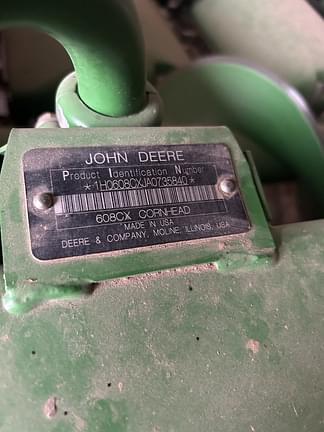 JOHN DEERE
Product Identification Number
*1H0608CXJA0735840*
608CX CORNHEAD
MADE IN USA
DEERE & COMPANY, MOLINE, ILLINOIS, USA